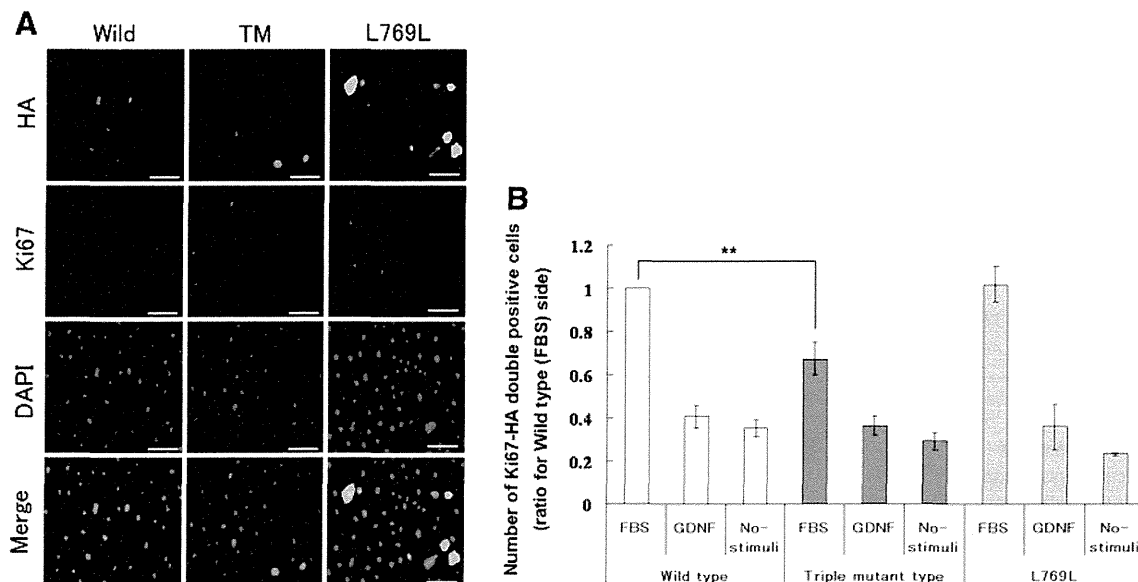 A
Wild TM L769L
HA
Ki67
DAPI
Merge
B
Number of Ki67-HA double positive cells
(ratio for Wild type (FBS) side)
1.2
1
0.8
0.6
0.4
0.2
0
**
FBS GDNF No-stimuli FBS GDNF No-stimuli FBS GDNF No-stimuli
Wild type Triple mutant type L769L